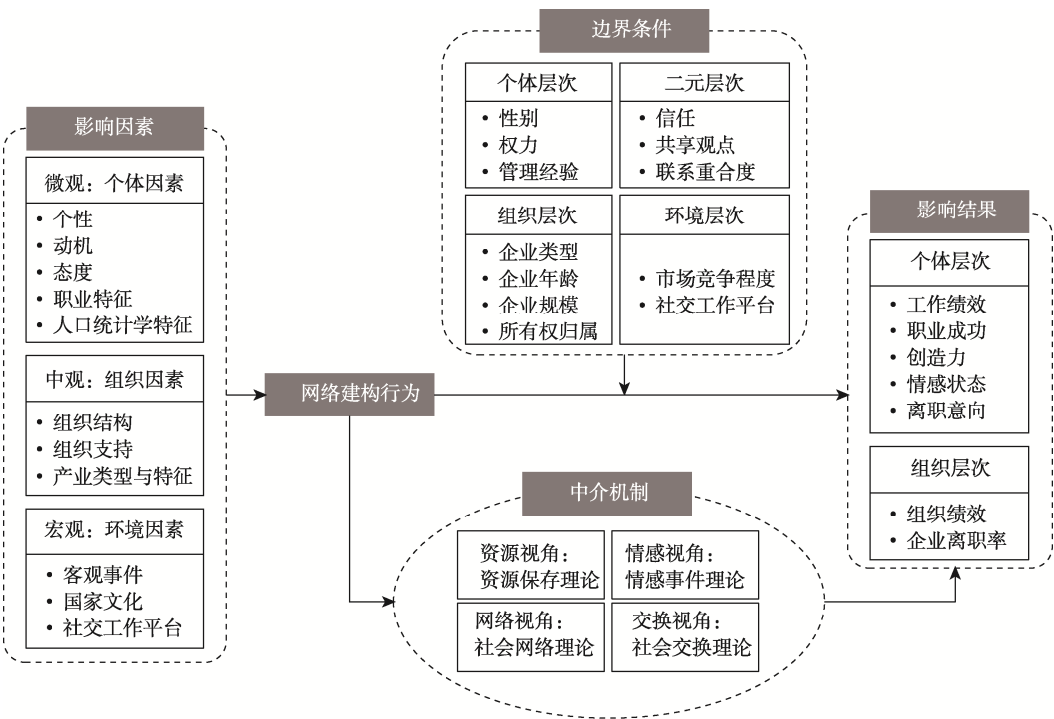 影响因素
微观：个体因素
• 个性
• 动机
• 态度
• 职业特征
• 人口统计学特征
中观：组织因素
• 组织结构
• 组织支持
• 产业类型与特征
宏观：环境因素
• 客观事件
• 国家文化
• 社交工作平台
网络建构行为
边界条件
个体层次
• 性别
• 权力
• 管理经验
二元层次
• 信任
• 共享观点
• 联系重合度
组织层次
• 企业类型
• 企业年龄
• 企业规模
• 所有权归属
环境层次
• 市场竞争程度
• 社交工作平台
中介机制
资源视角：
资源保存理论
情感视角：
情感事件理论
网络视角：
社会网络理论
交换视角：
社会交换理论
影响结果
个体层次
• 工作绩效
• 职业成功
• 创造力
• 情感状态
• 离职意向
组织层次
• 组织绩效
• 企业离职率